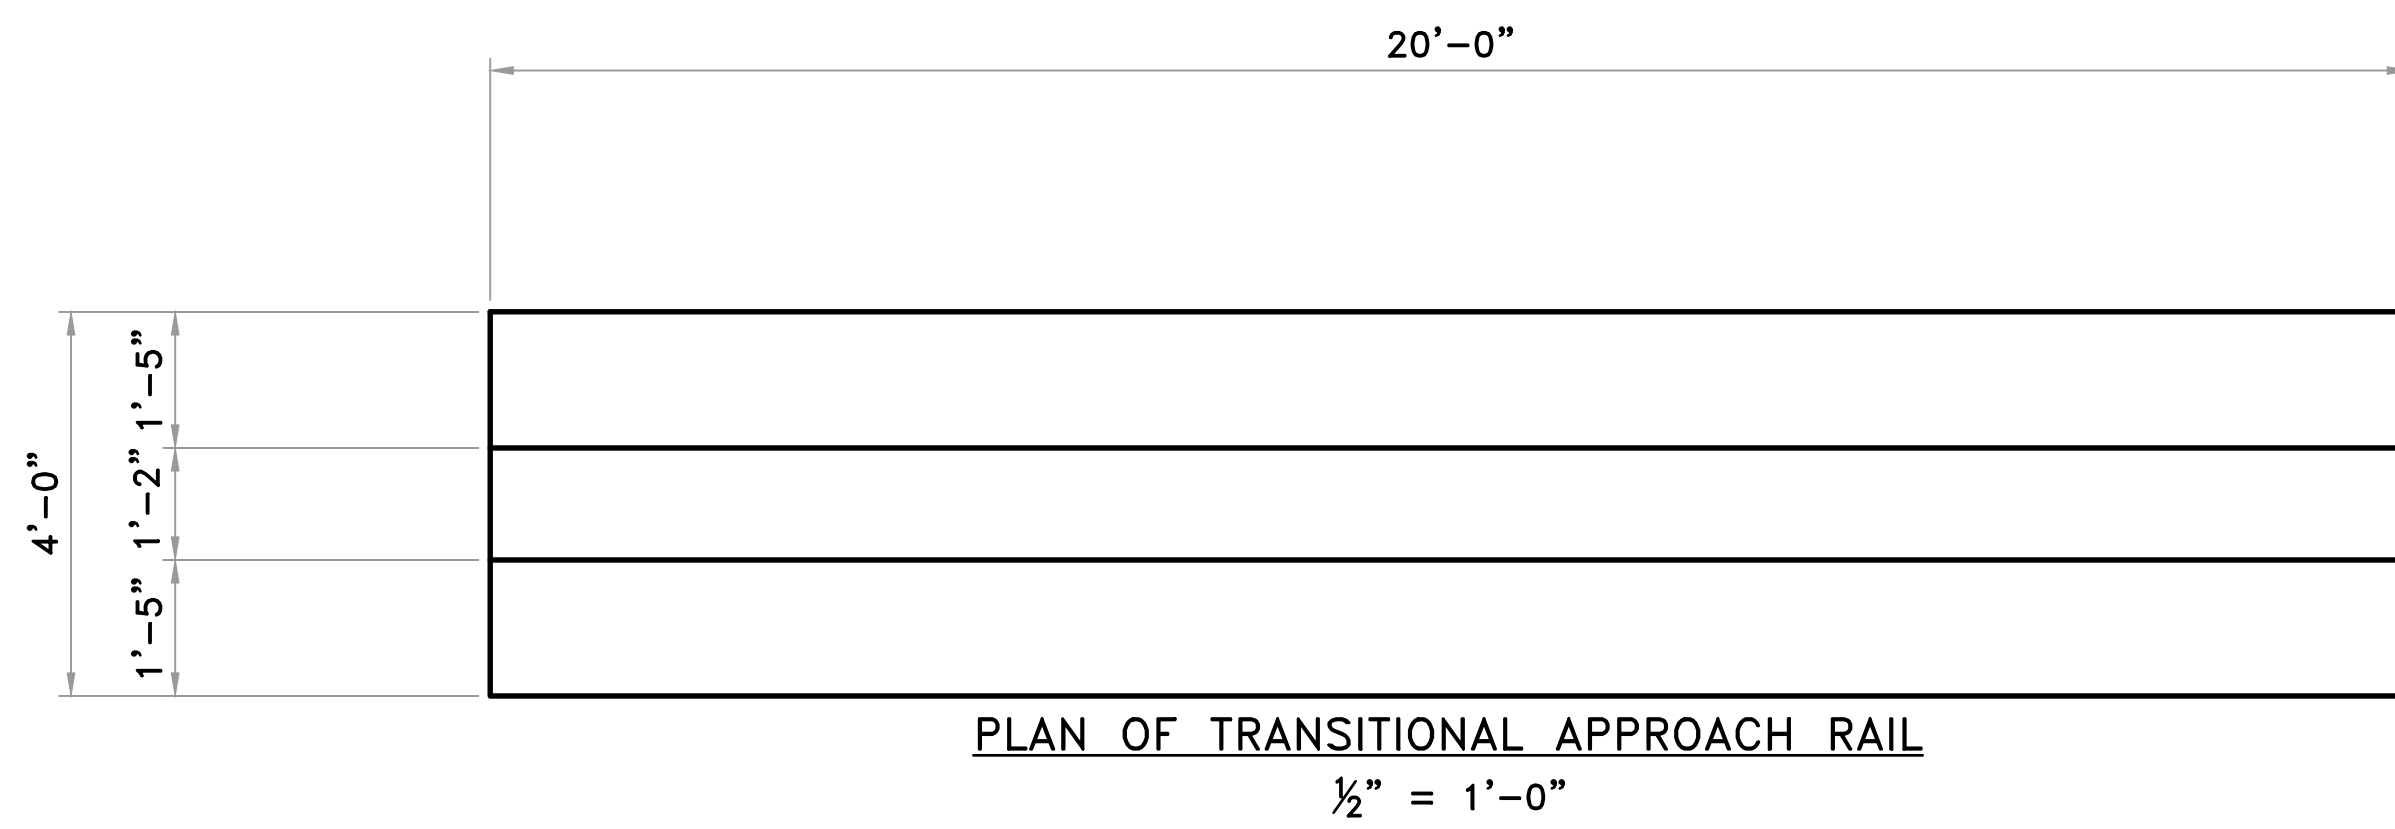 20'-0"
1'-5"
4'-0"
1'-2"
1'-5"
PLAN OF TRANSITIONAL APPROACH RAIL
½" = 1'-0"